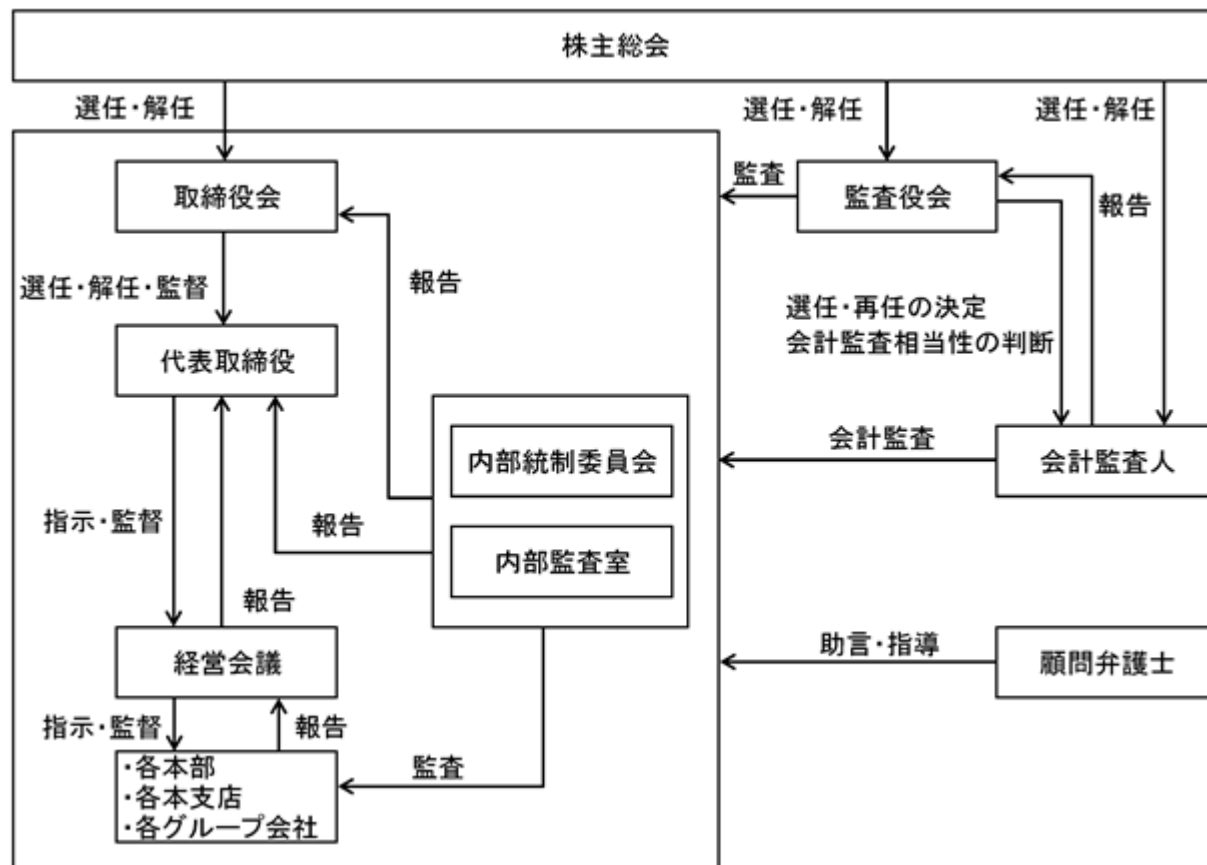 株主総会
選任・解任
選任・解任
選任・解任
取締役会
監査
監査役会
報告
選任・解任・監督
報告
選任・再任の決定
会計監査相当性の判断
代表取締役
内部統制委員会
会計監査
会計監査人
指示・監督
報告
内部監査室
報告
経営会議
助言・指導
顧問弁護士
指示・監督
報告
・各本部
・各本支店
・各グループ会社
監査